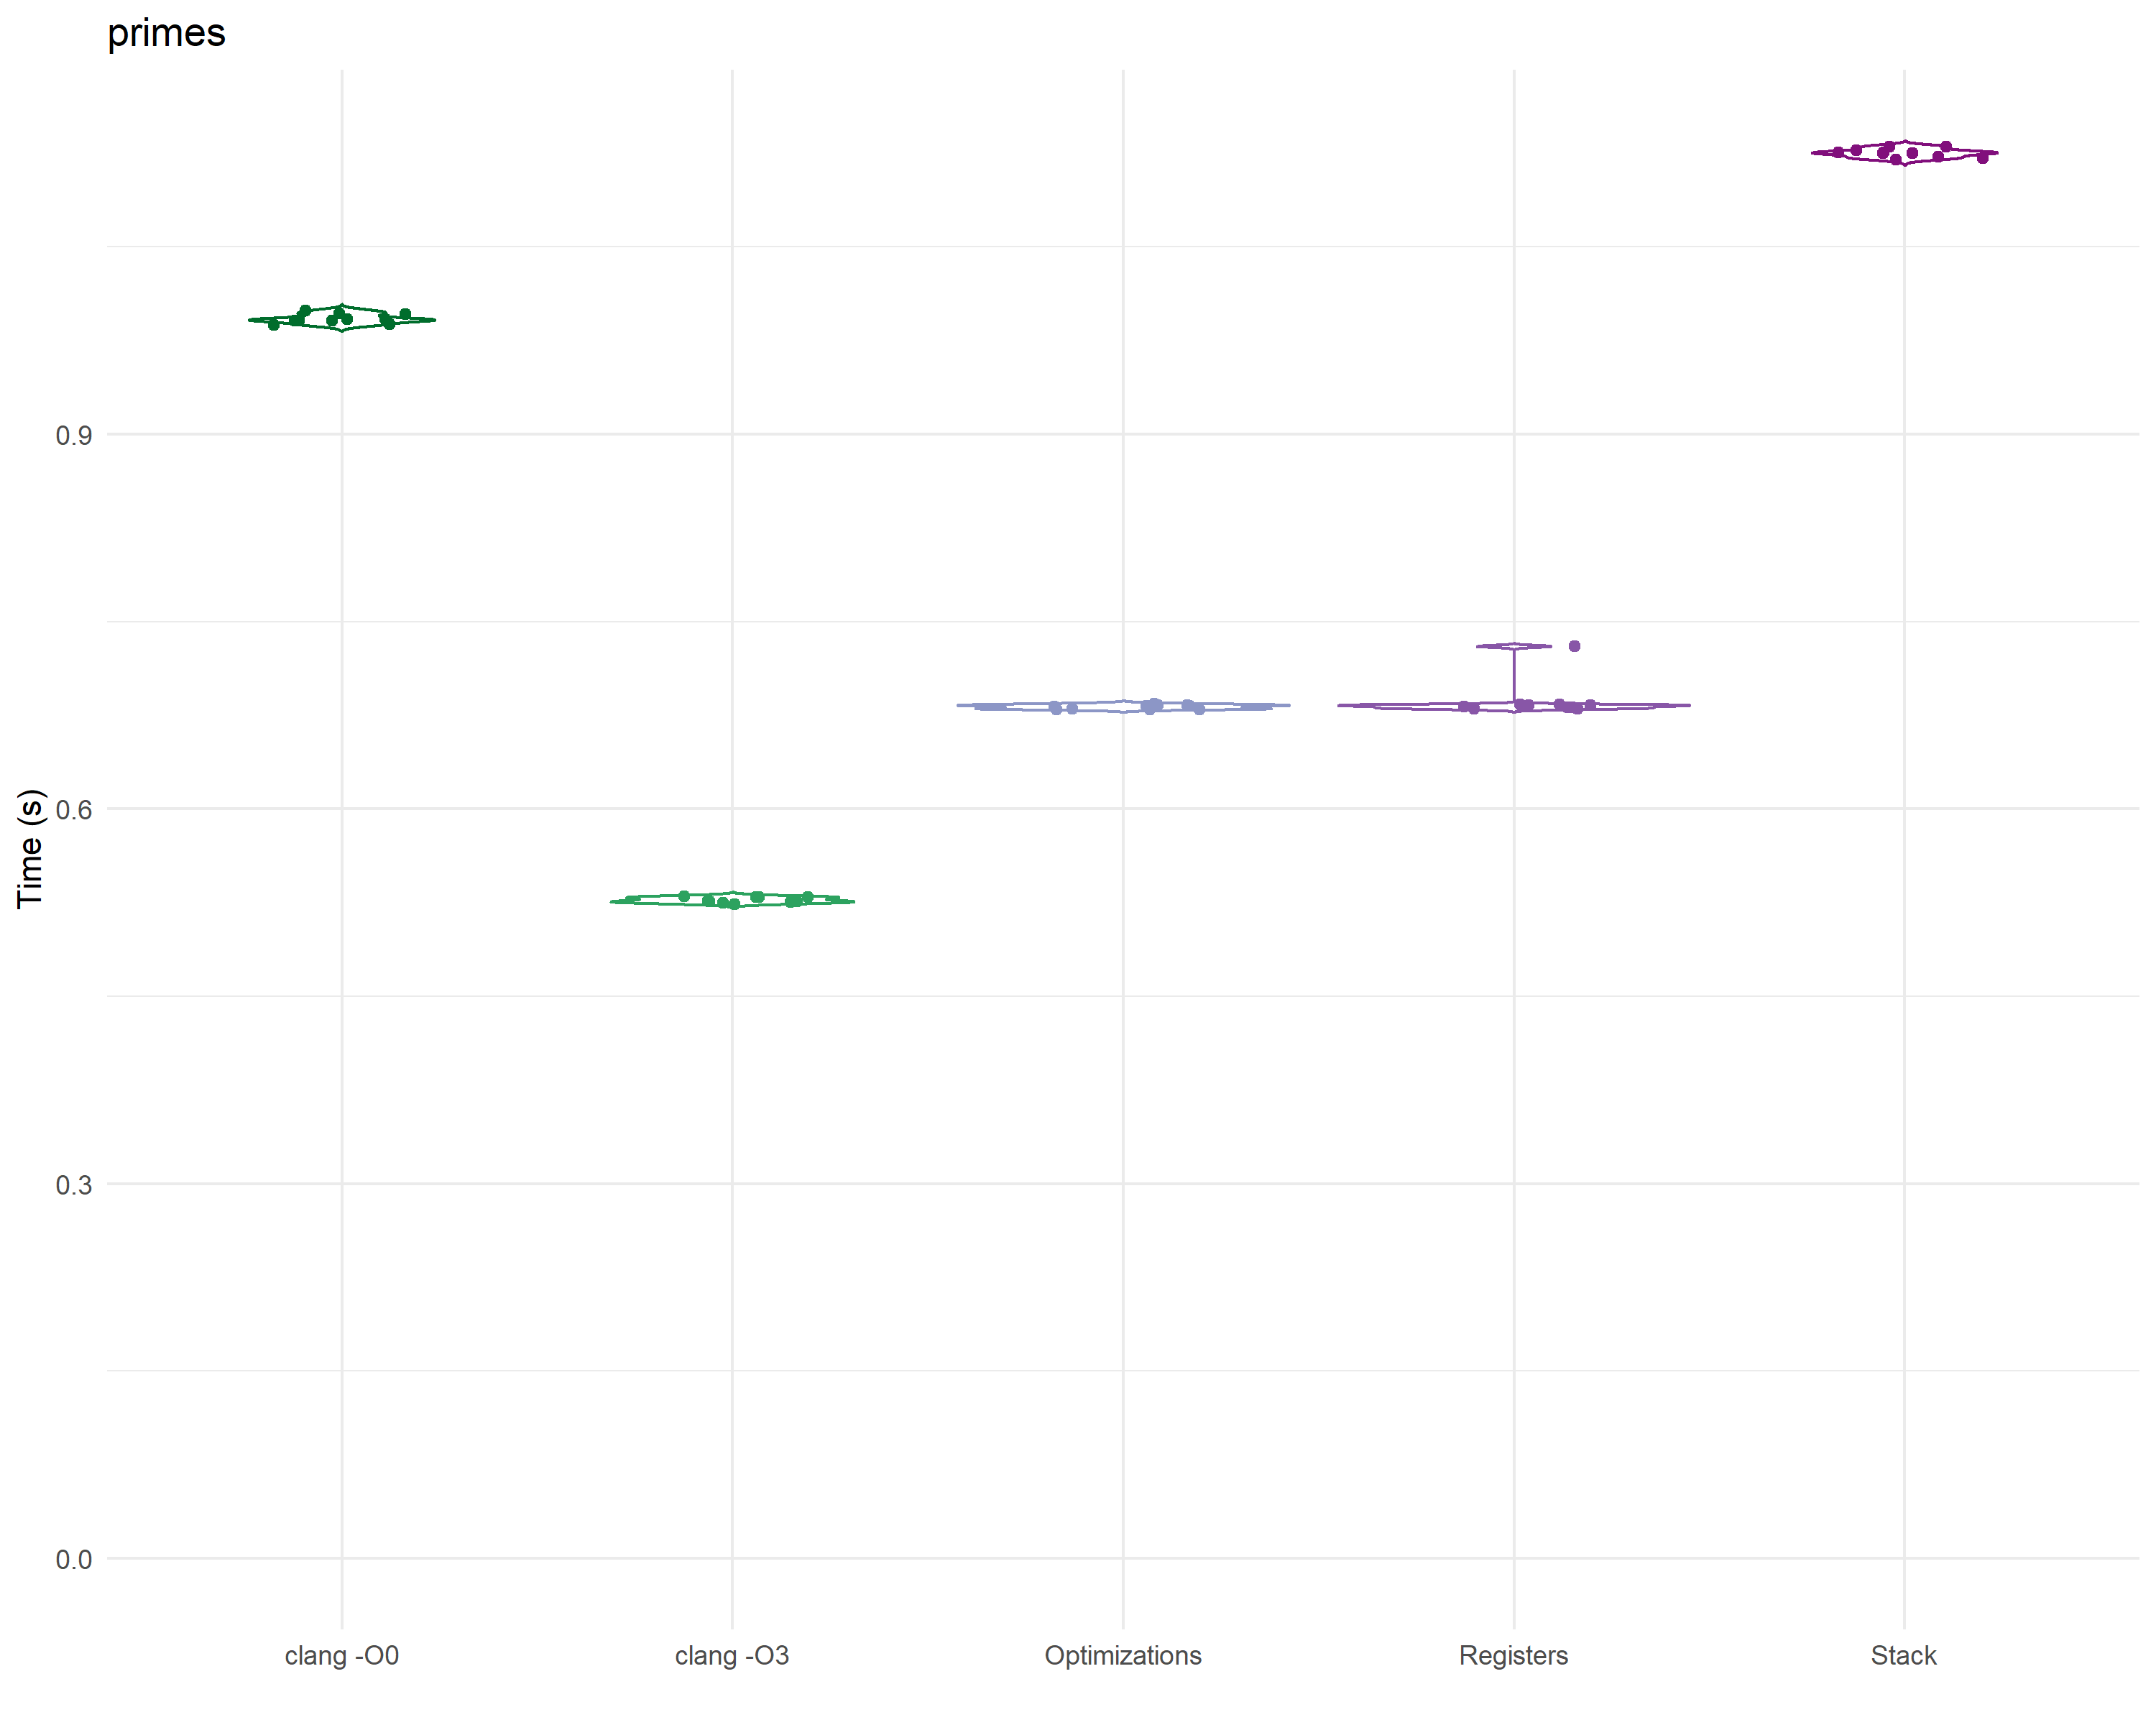 primes
Time (s)
0.9
0.6
0.3
0.0
clang -O0
clang -O3
Optimizations
Registers
Stack